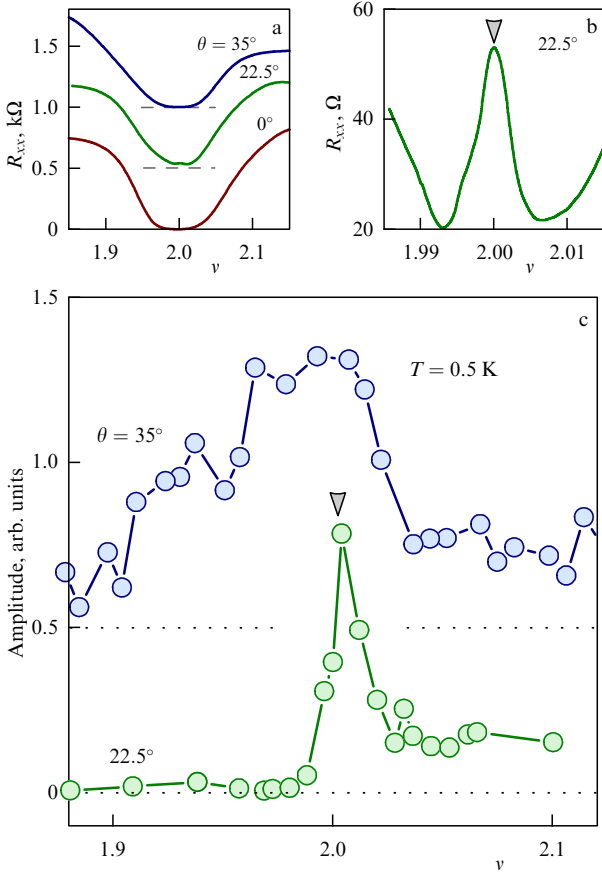 a
θ = 35°
22.5°
0°
R_xx, kΩ
1.5
1.0
0.5
0
1.9
2.0
2.1
ν
b
22.5°
R_xx, Ω
60
40
20
1.99
2.00
2.01
ν
c
T = 0.5 K
θ = 35°
22.5°
Amplitude, arb. units
1.5
1.0
0.5
0
1.9
2.0
2.1
ν